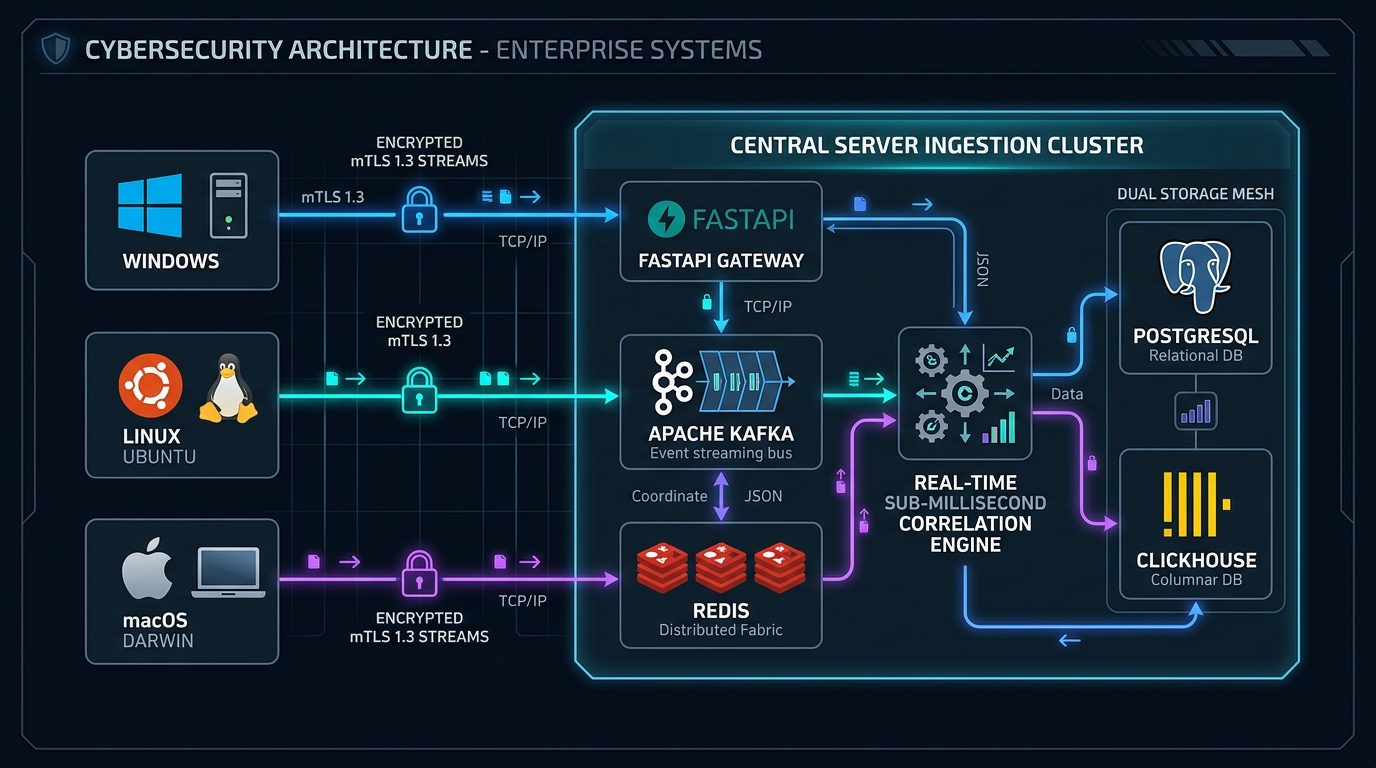 CYBERSECURITY ARCHITECTURE - ENTERPRISE SYSTEMS
WINDOWS
mTLS 1.3
ENCRYPTED
mTLS 1.3 STREAMS
TCP/IP
LINUX
UBUNTU
ENCRYPTED
mTLS 1.3
TCP/IP
macOS
DARWIN
TCP/IP
ENCRYPTED
mTLS 1.3 STREAMS
CENTRAL SERVER INGESTION CLUSTER
FASTAPI
FASTAPI GATEWAY
TCP/IP
APACHE KAFKA
Event streaming bus
Coordinate
JSON
REDIS
Distributed Fabric
JSON
REAL-TIME
SUB-MILLISECOND
CORRELATION
ENGINE
Data
DUAL STORAGE MESH
POSTGRESQL
Relational DB
CLICKHOUSE
Columnar DB